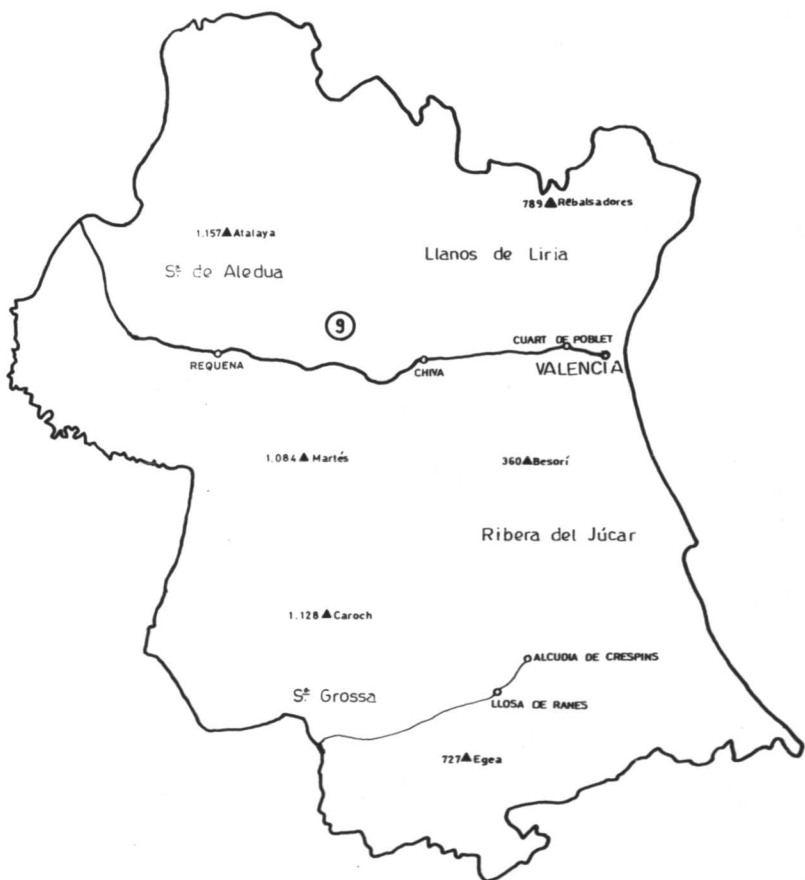 789▲Rebalsadores
1.157▲Atalaya
Llanos de Liria
Sª de Aledua
9
CUART DE POBLET
REQUENA
CHIVA
VALENCIA
1.084▲Martés
360▲Besorí
Ribera del Júcar
1.128▲Caroch
ALCUDIA DE CRESPINS
Sª Grossa
LLOSA DE RANES
727▲Egea